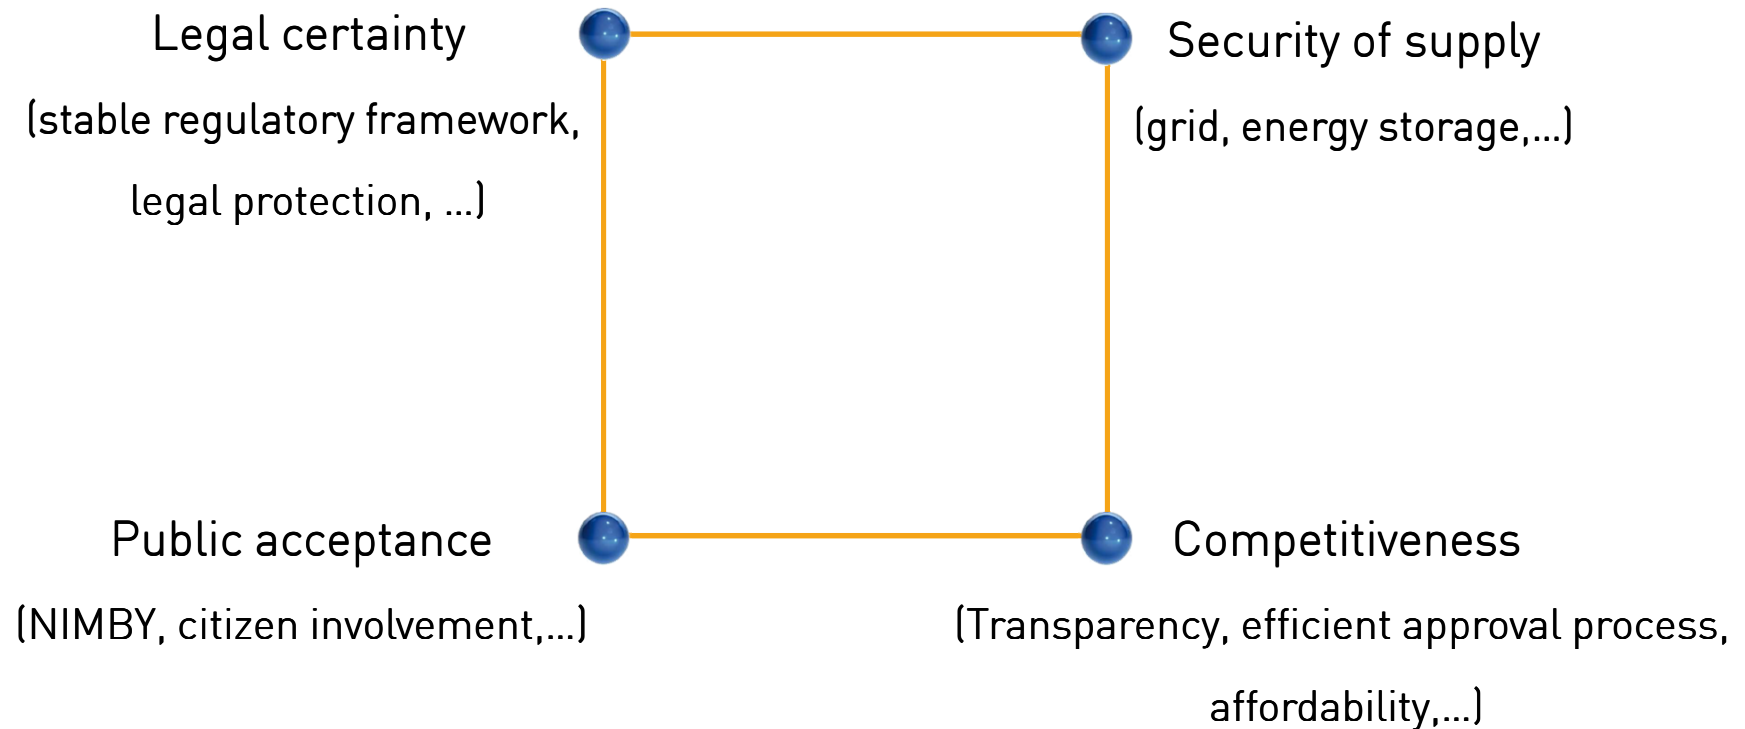 Legal certainty
(stable regulatory framework,
legal protection, ...)
Security of supply
(grid, energy storage,...)
Public acceptance
(NIMBY, citizen involvement,...)
Competitiveness
(Transparency, efficient approval process,
affordability,...)